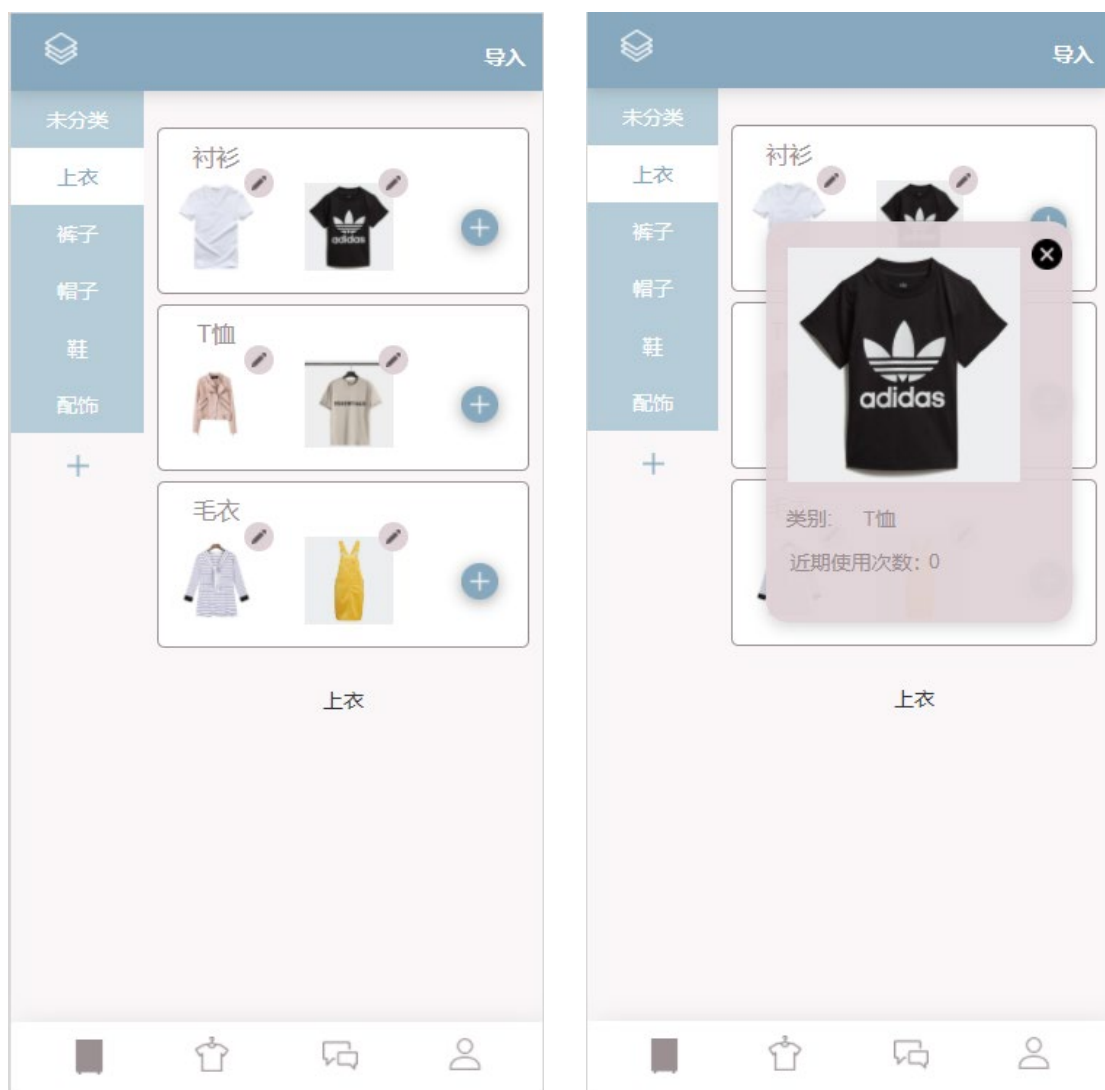 导入
未分类
上衣
裤子
帽子
鞋
配饰
衬衫
adidas
T恤
毛衣
上衣
导入
未分类
上衣
裤子
帽子
鞋
配饰
衬衫
adidas
类别: T恤
近期使用次数: 0
上衣